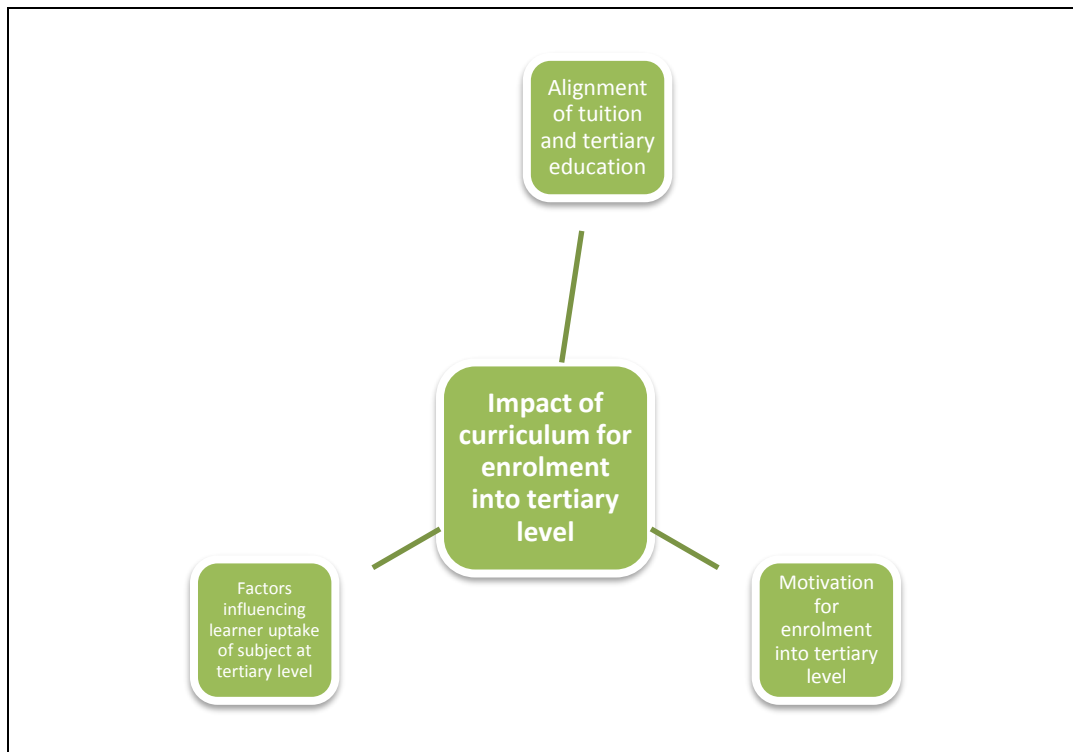 Alignment
of tuition
and tertiary
education
Impact of
curriculum for
enrolment
into tertiary
level
Factors
influencing
learner uptake
of subject at
tertiary level
Motivation
for
enrolment
into tertiary
level